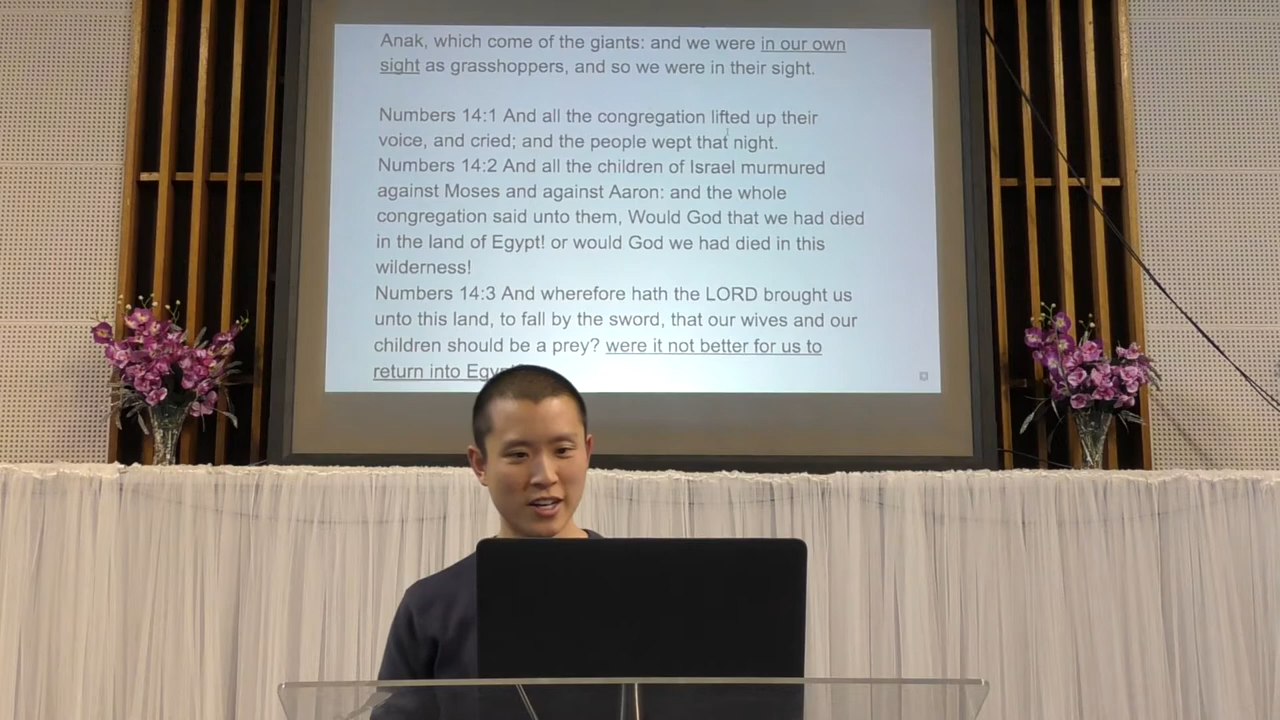 Anak, which come of the giants: and we were in our own
sight as grasshoppers, and so we were in their sight.
Numbers 14:1 And all the congregation lifted up their
voice, and cried; and the people wept that night.
Numbers 14:2 And all the children of Israel murmured
against Moses and against Aaron: and the whole
congregation said unto them, Would God that we had died
in the land of Egypt! or would God we had died in this
wilderness!
Numbers 14:3 And wherefore hath the LORD brought us
unto this land, to fall by the sword, that our wives and our
children should be a prey? were it not better for us to
return into